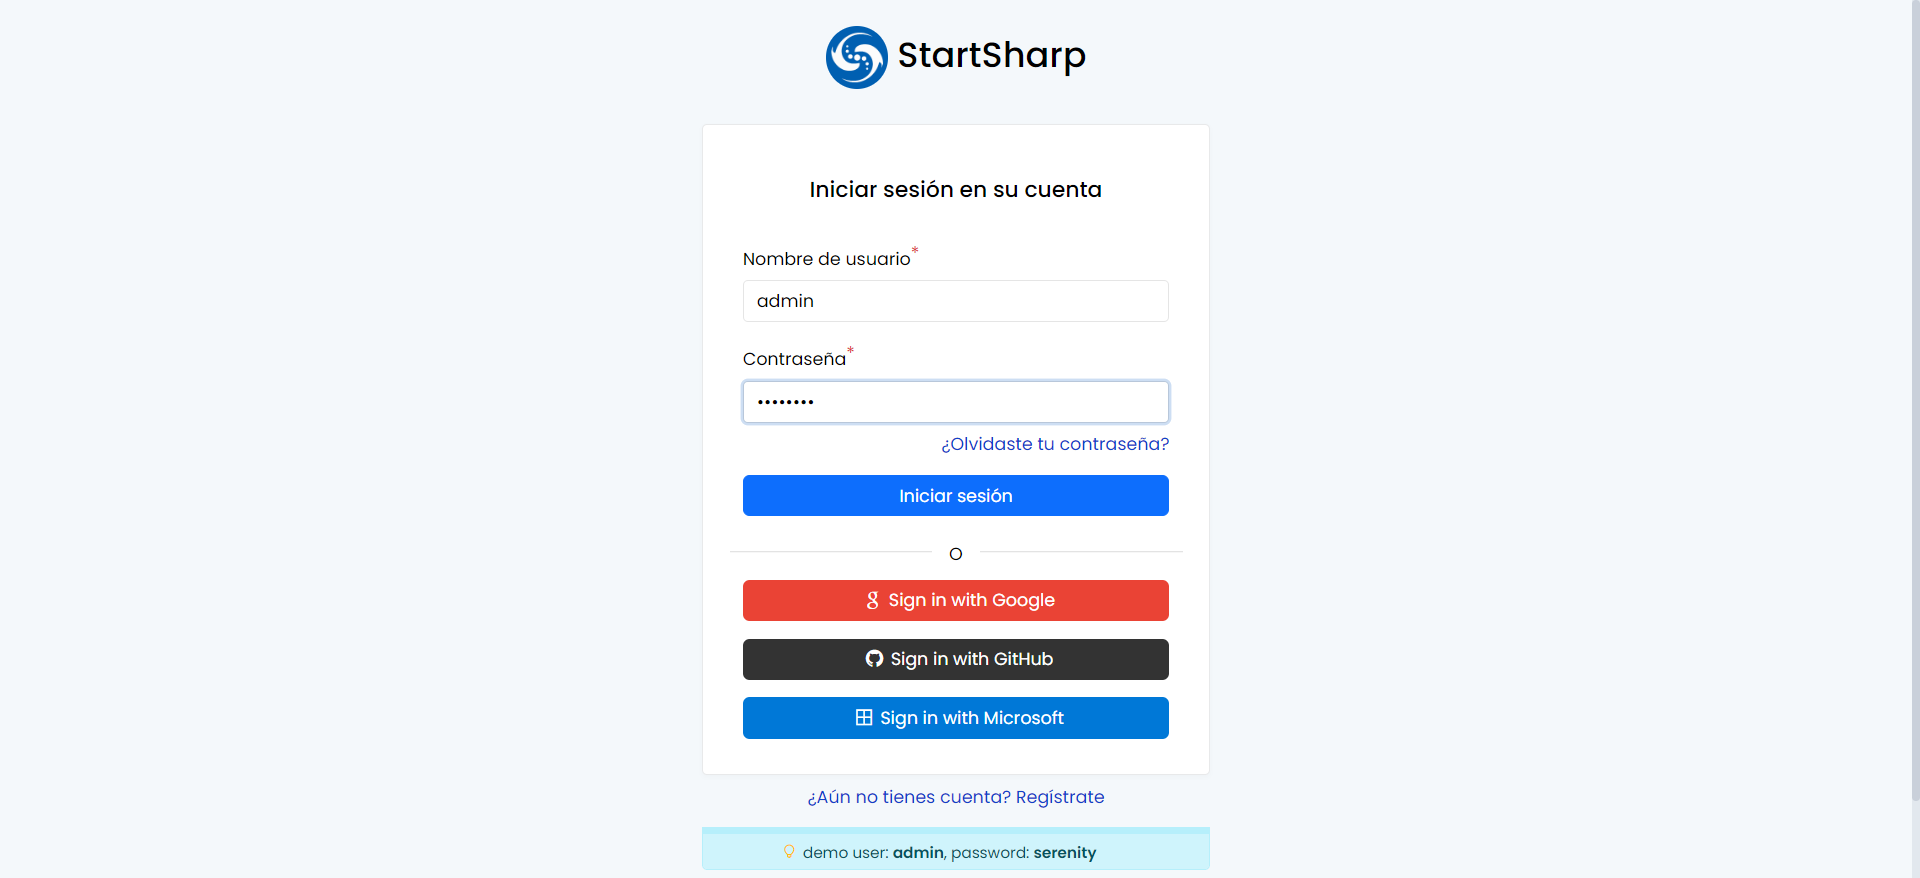 StartSharp
Iniciar sesión en su cuenta
Nombre de usuario*
admin
Contraseña*
••••••••
¿Olvidaste tu contraseña?
Iniciar sesión
O
Sign in with Google
Sign in with GitHub
Sign in with Microsoft
¿Aún no tienes cuenta? Regístrate
demo user: admin, password: serenity